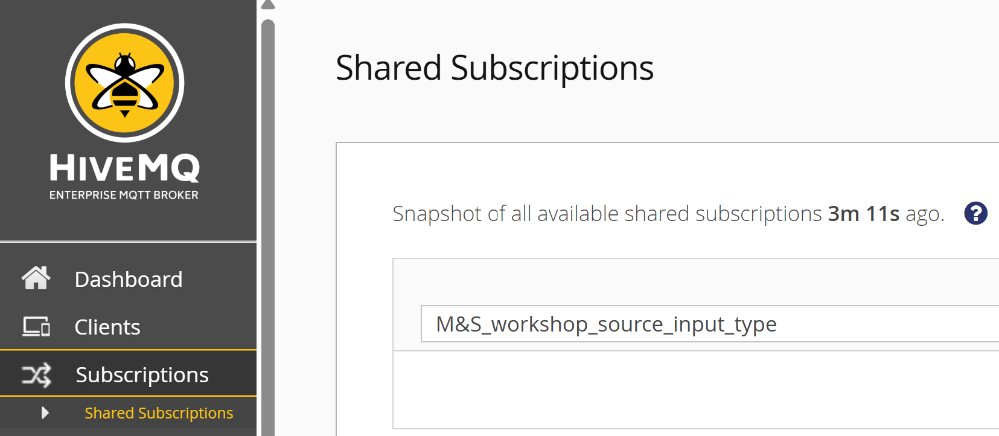 HIVEMQ
ENTERPRISE MQTT BROKER
Dashboard
Clients
Subscriptions
Shared Subscriptions
Shared Subscriptions
Snapshot of all available shared subscriptions 3m 11s ago. ?
M&S_workshop_source_input_type